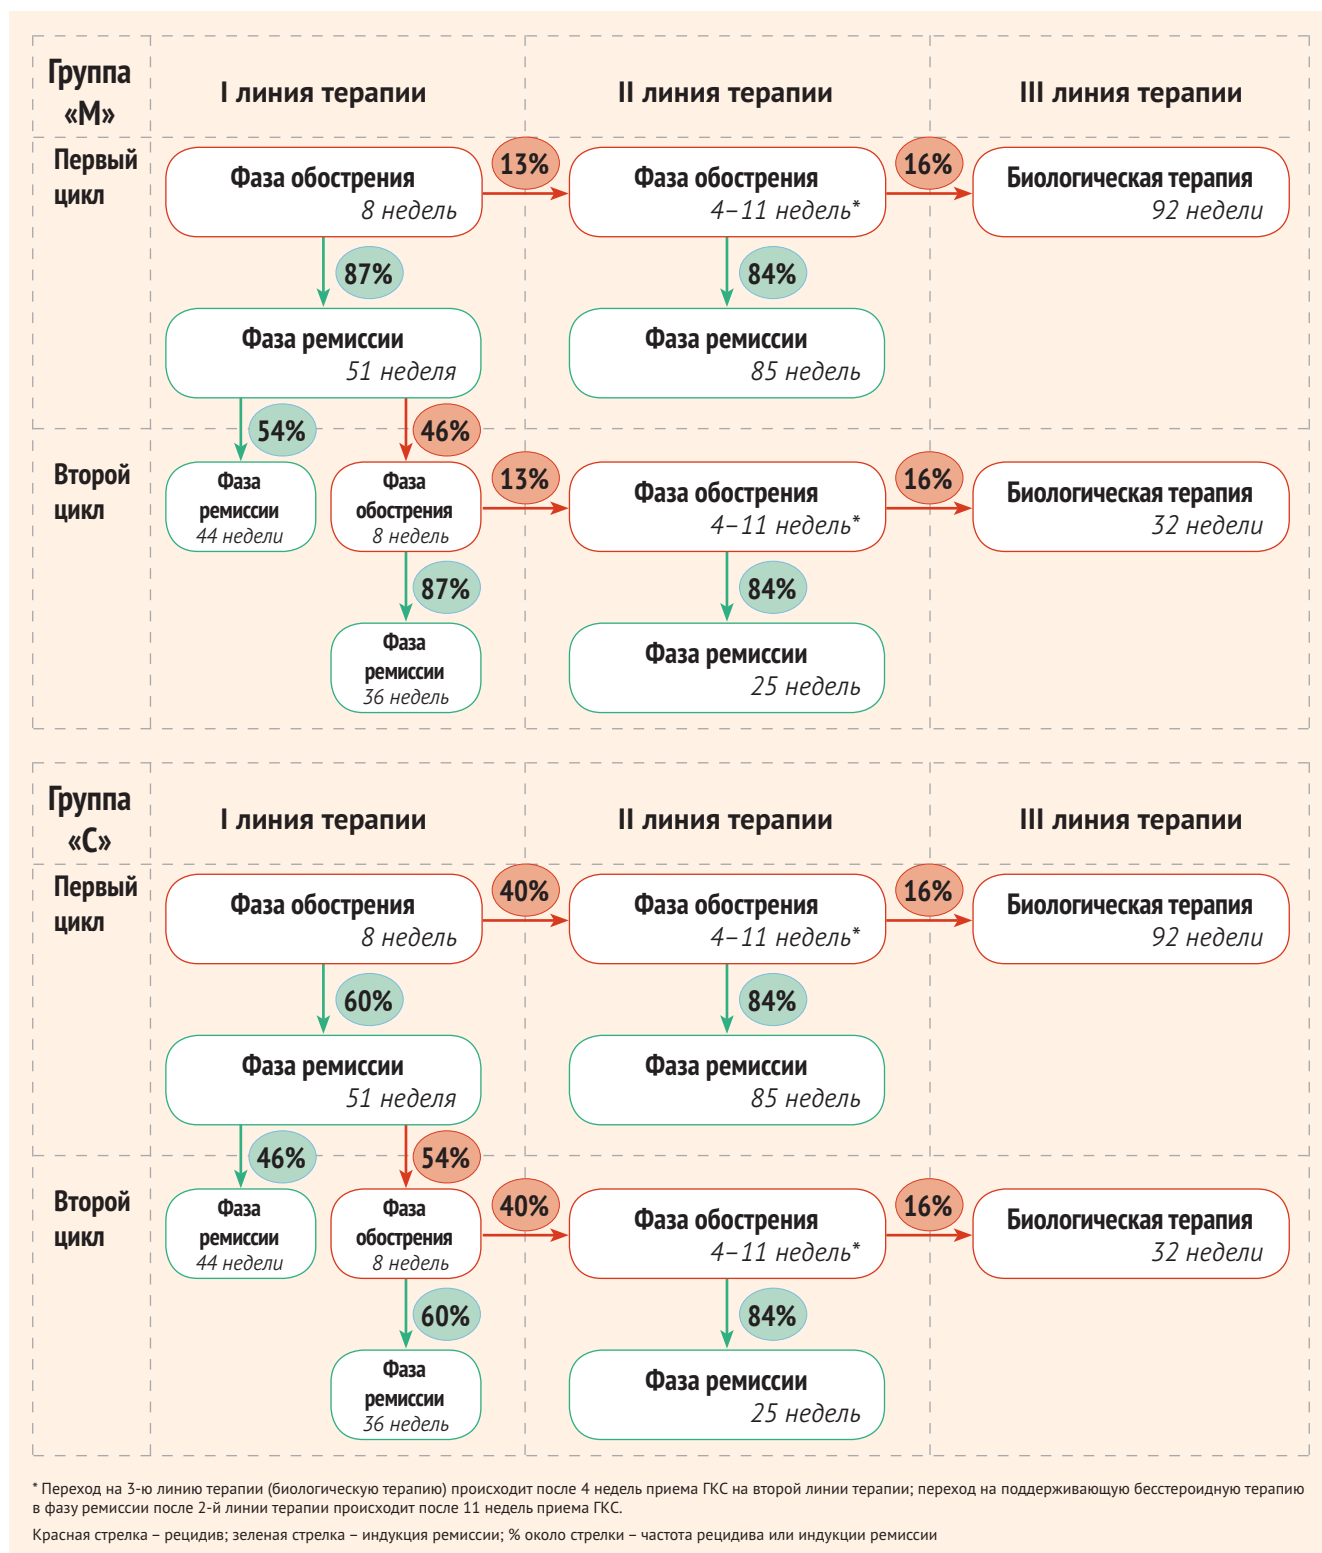 Группа
«М»
I линия терапии
II линия терапии
III линия терапии
Первый
цикл
Фаза обострения
8 недель
13%
Фаза обострения
4–11 недель*
16%
Биологическая терапия
92 недели
87%
84%
Фаза ремиссии
51 неделя
Фаза ремиссии
85 недель
54%
46%
Второй
цикл
Фаза
ремиссии
44 недели
Фаза
обострения
8 недель
13%
Фаза обострения
4–11 недель*
16%
Биологическая терапия
32 недели
87%
84%
Фаза
ремиссии
36 недель
Фаза ремиссии
25 недель
Группа
«С»
I линия терапии
II линия терапии
III линия терапии
Первый
цикл
Фаза обострения
8 недель
40%
Фаза обострения
4–11 недель*
16%
Биологическая терапия
92 недели
60%
84%
Фаза ремиссии
51 неделя
Фаза ремиссии
85 недель
46%
54%
Второй
цикл
Фаза
ремиссии
44 недели
Фаза
обострения
8 недель
40%
Фаза обострения
4–11 недель*
16%
Биологическая терапия
32 недели
60%
84%
Фаза
ремиссии
36 недель
Фаза ремиссии
25 недель
* Переход на 3-ю линию терапии (биологическую терапию) происходит после 4 недель приема ГКС на второй линии терапии; переход на поддерживающую бесстероидную терапию
в фазу ремиссии после 2-й линии терапии происходит после 11 недель приема ГКС.
Красная стрелка – рецидив; зеленая стрелка – индукция ремиссии; % около стрелки – частота рецидива или индукции ремиссии